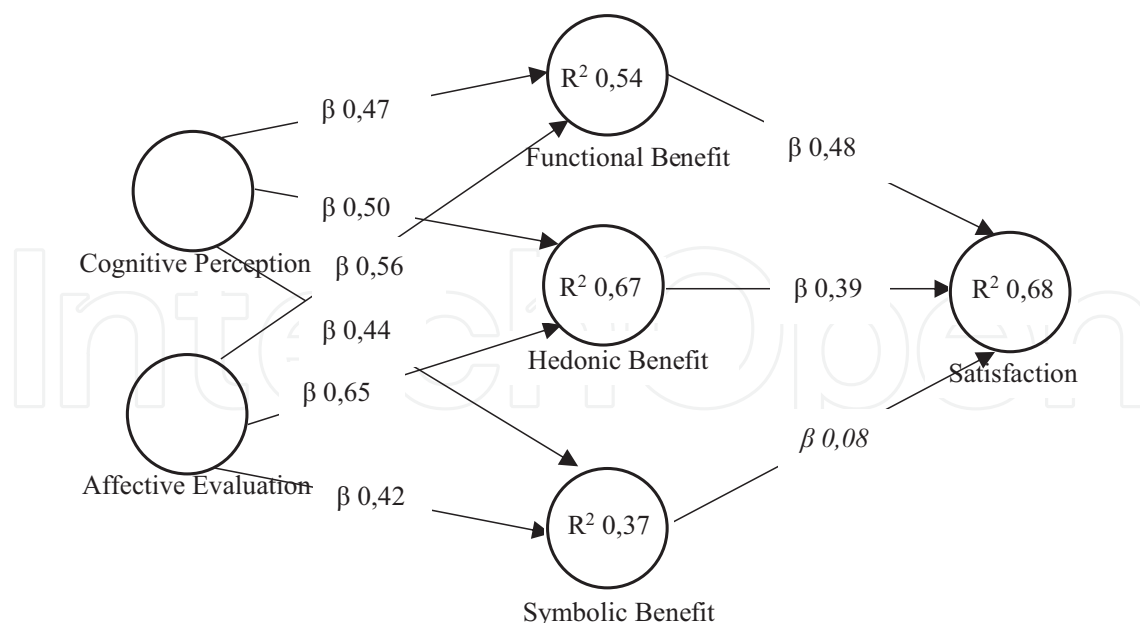 R² 0,54
β 0,47
Functional Benefit
β 0,48
β 0,50
Cognitive Perception
β 0,56
R² 0,67
β 0,39
R² 0,68
β 0,44
Hedonic Benefit
Satisfaction
β 0,65
β 0,08
Affective Evaluation
β 0,42
R² 0,37
Symbolic Benefit
IntechOpen